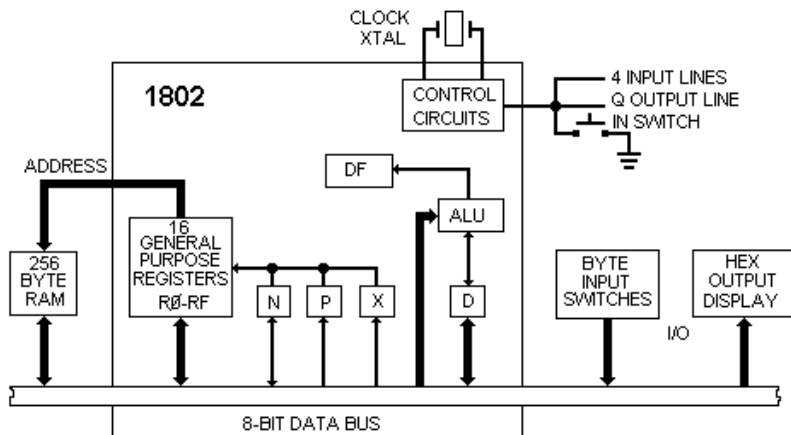 CLOCK
XTAL
1802
CONTROL
CIRCUITS
4 INPUT LINES
Q OUTPUT LINE
IN SWITCH
ADDRESS
DF
ALU
16
GENERAL
PURPOSE
REGISTERS
RØ-RF
256
BYTE
RAM
N
P
X
D
BYTE
INPUT
SWITCHES
HEX
OUTPUT
DISPLAY
I/O
8-BIT DATA BUS